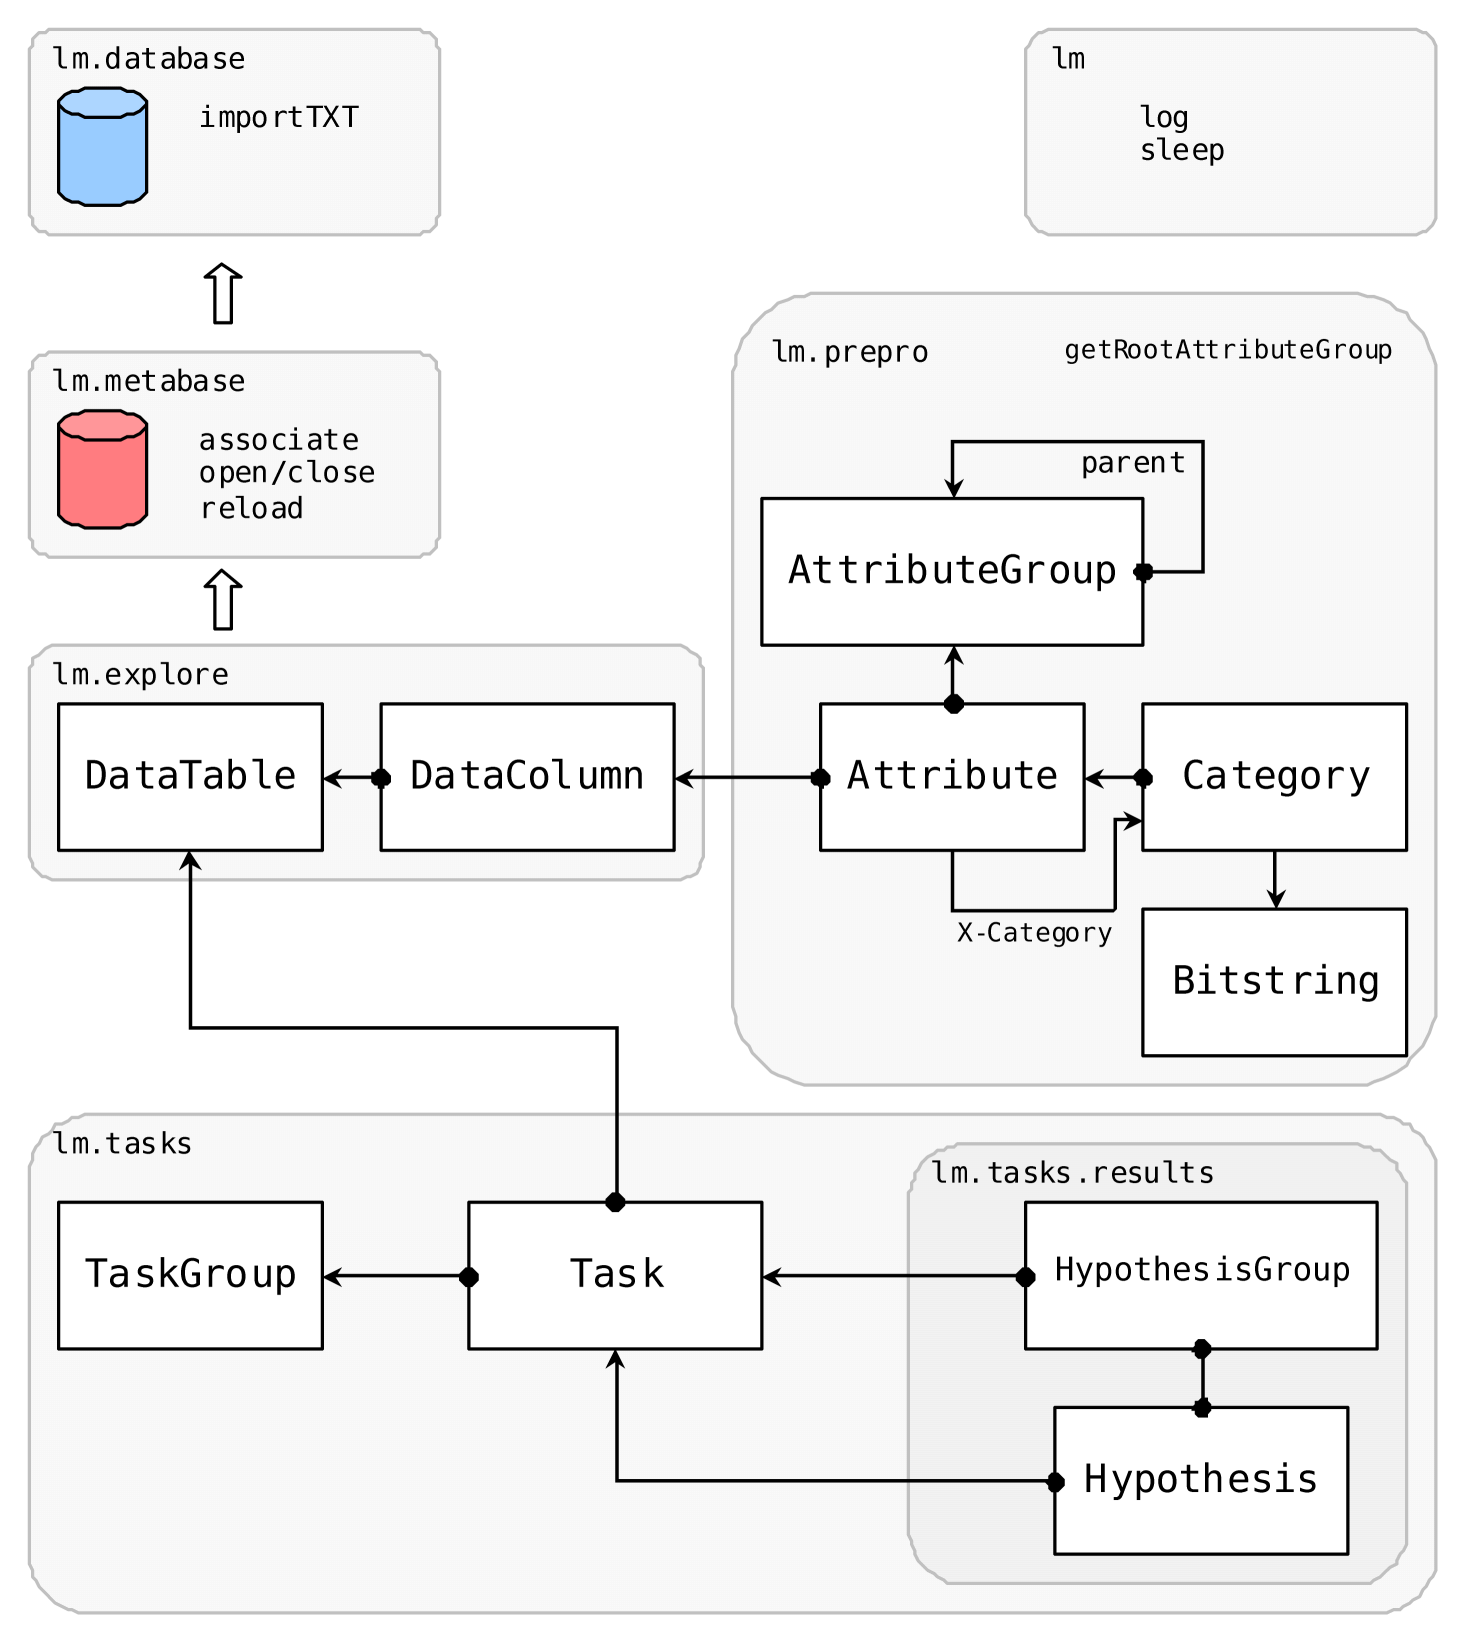 lm.database
importTXT
lm
log
sleep
lm.metabase
associate
open/close
reload
lm.prepro
getRootAttributeGroup
parent
AttributeGroup
lm.explore
DataTable
DataColumn
Attribute
Category
X-Category
Bitstring
lm.tasks
lm.tasks.results
TaskGroup
Task
HypothesisGroup
Hypothesis